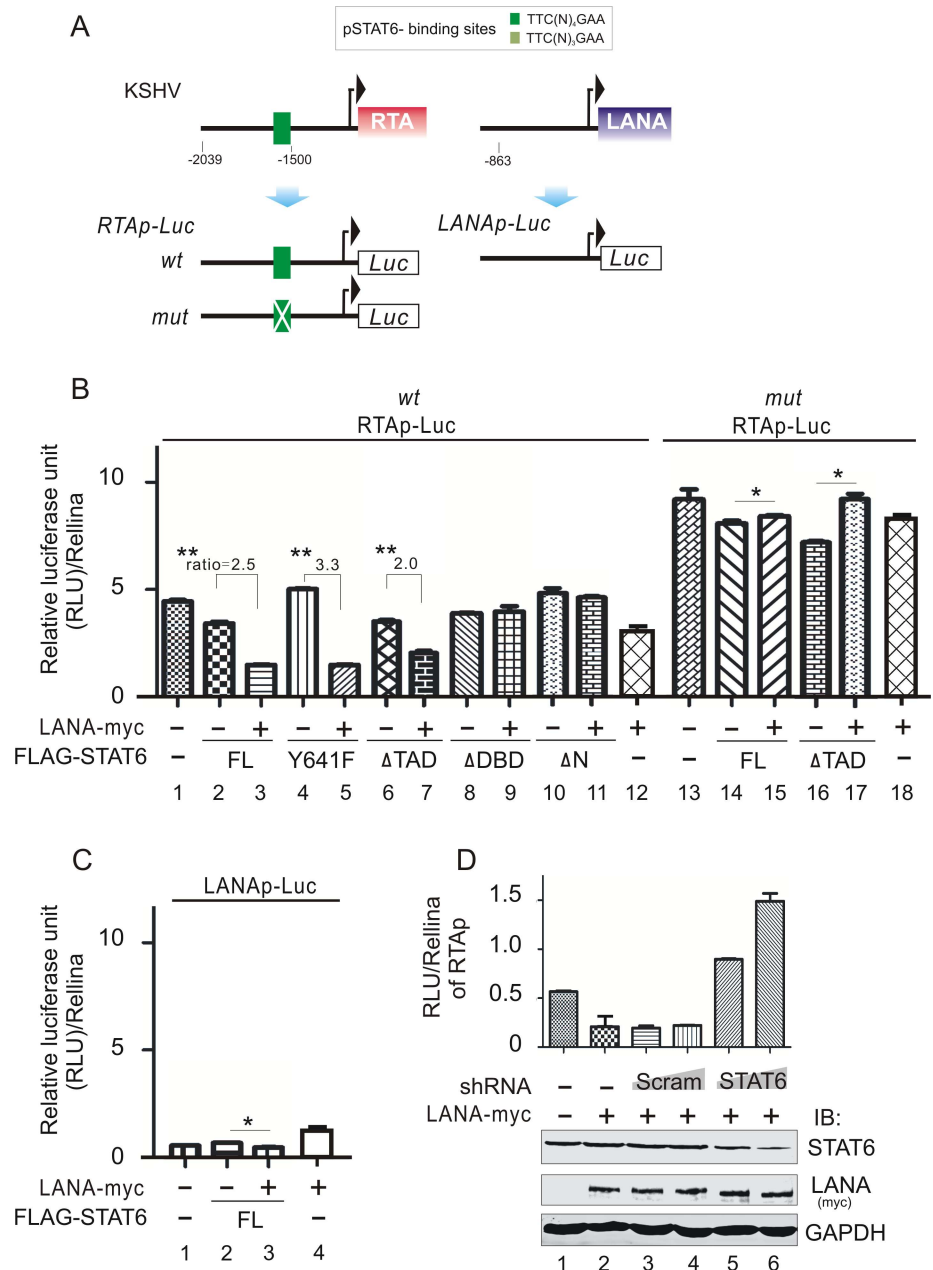 A
pSTAT6- binding sites
TTC(N)₄GAA
TTC(N)₃GAA
KSHV
RTA
LANA
-2039
-1500
-863
RTAp-Luc
LANAp-Luc
wt
Luc
Luc
mut
Luc
B
wt
RTAp-Luc
mut
RTAp-Luc
Relative luciferase unit
(RLU)/Rellina
10
5
0
** ratio=2.5
** 3.3
** 2.0
*
*
LANA-myc – – + – + – + – + – + + – – + – + +
FLAG-STAT6 – FL Y641F ΔTAD ΔDBD ΔN – – FL ΔTAD –
1 2 3 4 5 6 7 8 9 10 11 12 13 14 15 16 17 18
C
LANAp-Luc
Relative luciferase unit
(RLU)/Rellina
10
5
0
*
LANA-myc – – + +
FLAG-STAT6 – FL –
1 2 3 4
D
RLU/Rellina
of RTAp
1.5
1.0
0.5
0
shRNA – – Scram STAT6
LANA-myc – + + + + + IB:
STAT6
LANA
(myc)
GAPDH
1 2 3 4 5 6